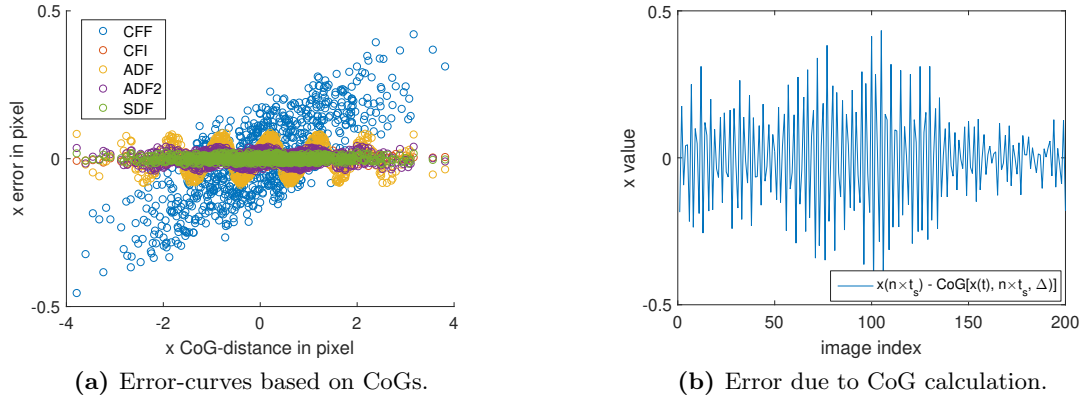 0.5
CFF
CFI
ADF
ADF2
SDF
0
-0.5
x error in pixel
-4 -2 0 2 4
x CoG-distance in pixel
(a) Error-curves based on CoGs.
0.5
0
-0.5
x value
x(n×t_s) - CoG[x(t), n×t_s, Δ)]
0 50 100 150 200
image index
(b) Error due to CoG calculation.